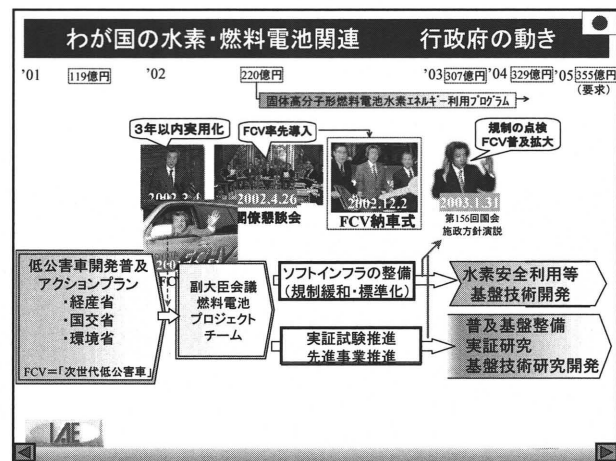 わが国の水素・燃料電池関連　　行政府の動き
'01 119億円 '02 220億円 '03 307億円 '04 329億円 '05 355億円
(要求)
固体高分子形燃料電池水素エネルギー利用プログラム
3年以内実用化
FCV率先導入
規制の点検
FCV普及拡大
2002.2.4
2002.4.26
2002.12.2
2003.1.31
閣僚懇談会
FCV納車式
第156回国会
施政方針演説
低公害車開発普及
アクションプラン
・経産省
・国交省
・環境省
FCV=「次世代低公害車」
副大臣会議
燃料電池
プロジェクト
チーム
ソフトインフラの整備
(規制緩和・標準化)
実証試験推進
先進事業推進
水素安全利用等
基盤技術開発
普及基盤整備
実証研究
基盤技術研究開発
IAE